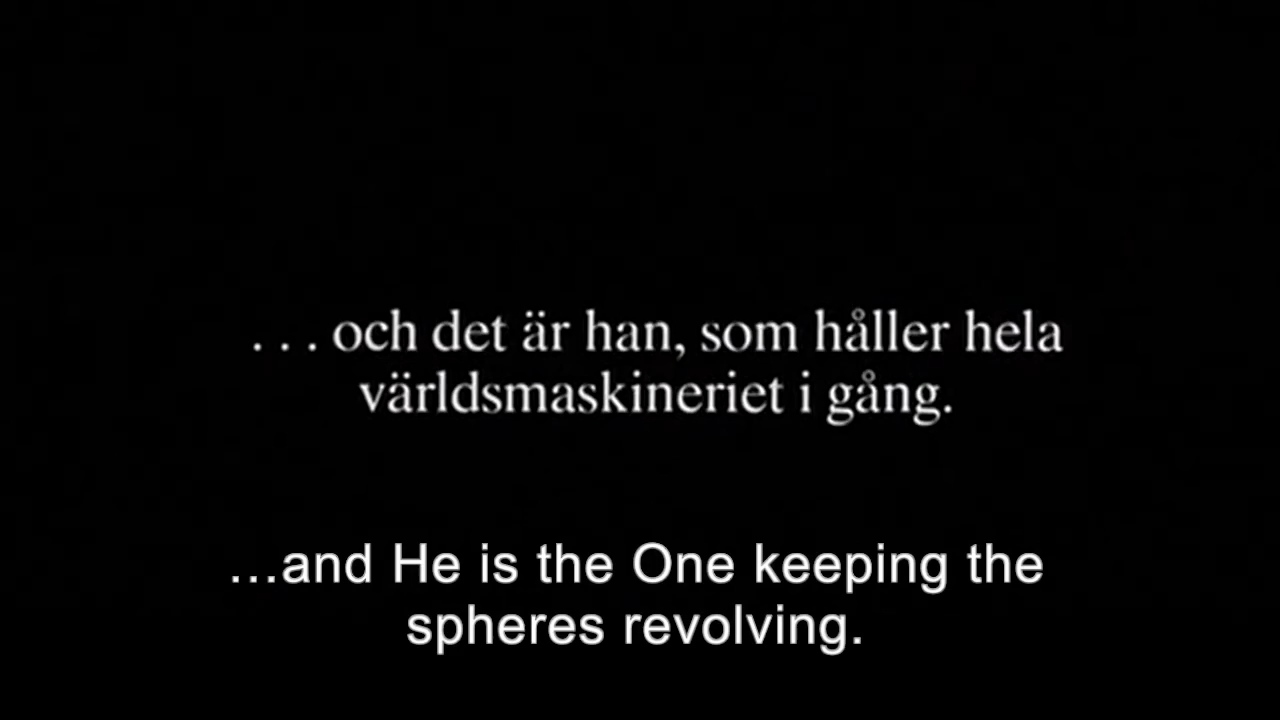 . . . och det är han, som håller hela
världsmaskineriet i gång.
...and He is the One keeping the
spheres revolving.